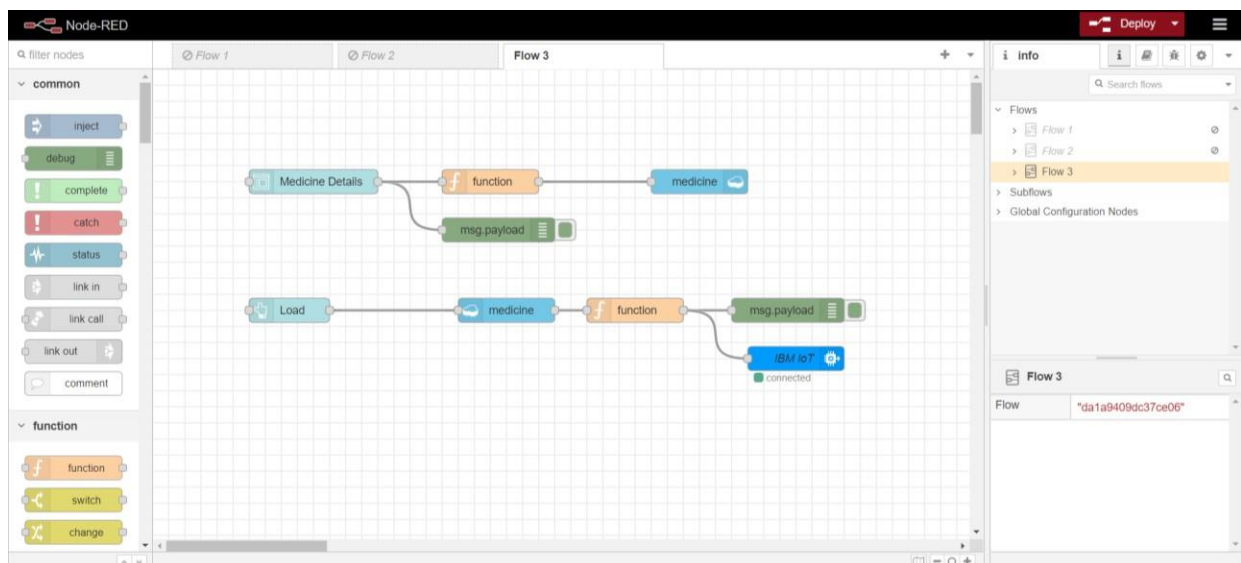 Node-RED
Deploy
filter nodes
Flow 1
Flow 2
Flow 3
info
common
inject
debug
complete
catch
status
link in
link call
link out
comment
function
function
switch
change
Medicine Details
function
medicine
msg.payload
Load
medicine
function
msg.payload
IBM IoT
connected
Search flows
Flows
Flow 1
Flow 2
Flow 3
Subflows
Global Configuration Nodes
Flow 3
Flow "da1a9409dc37ce06"